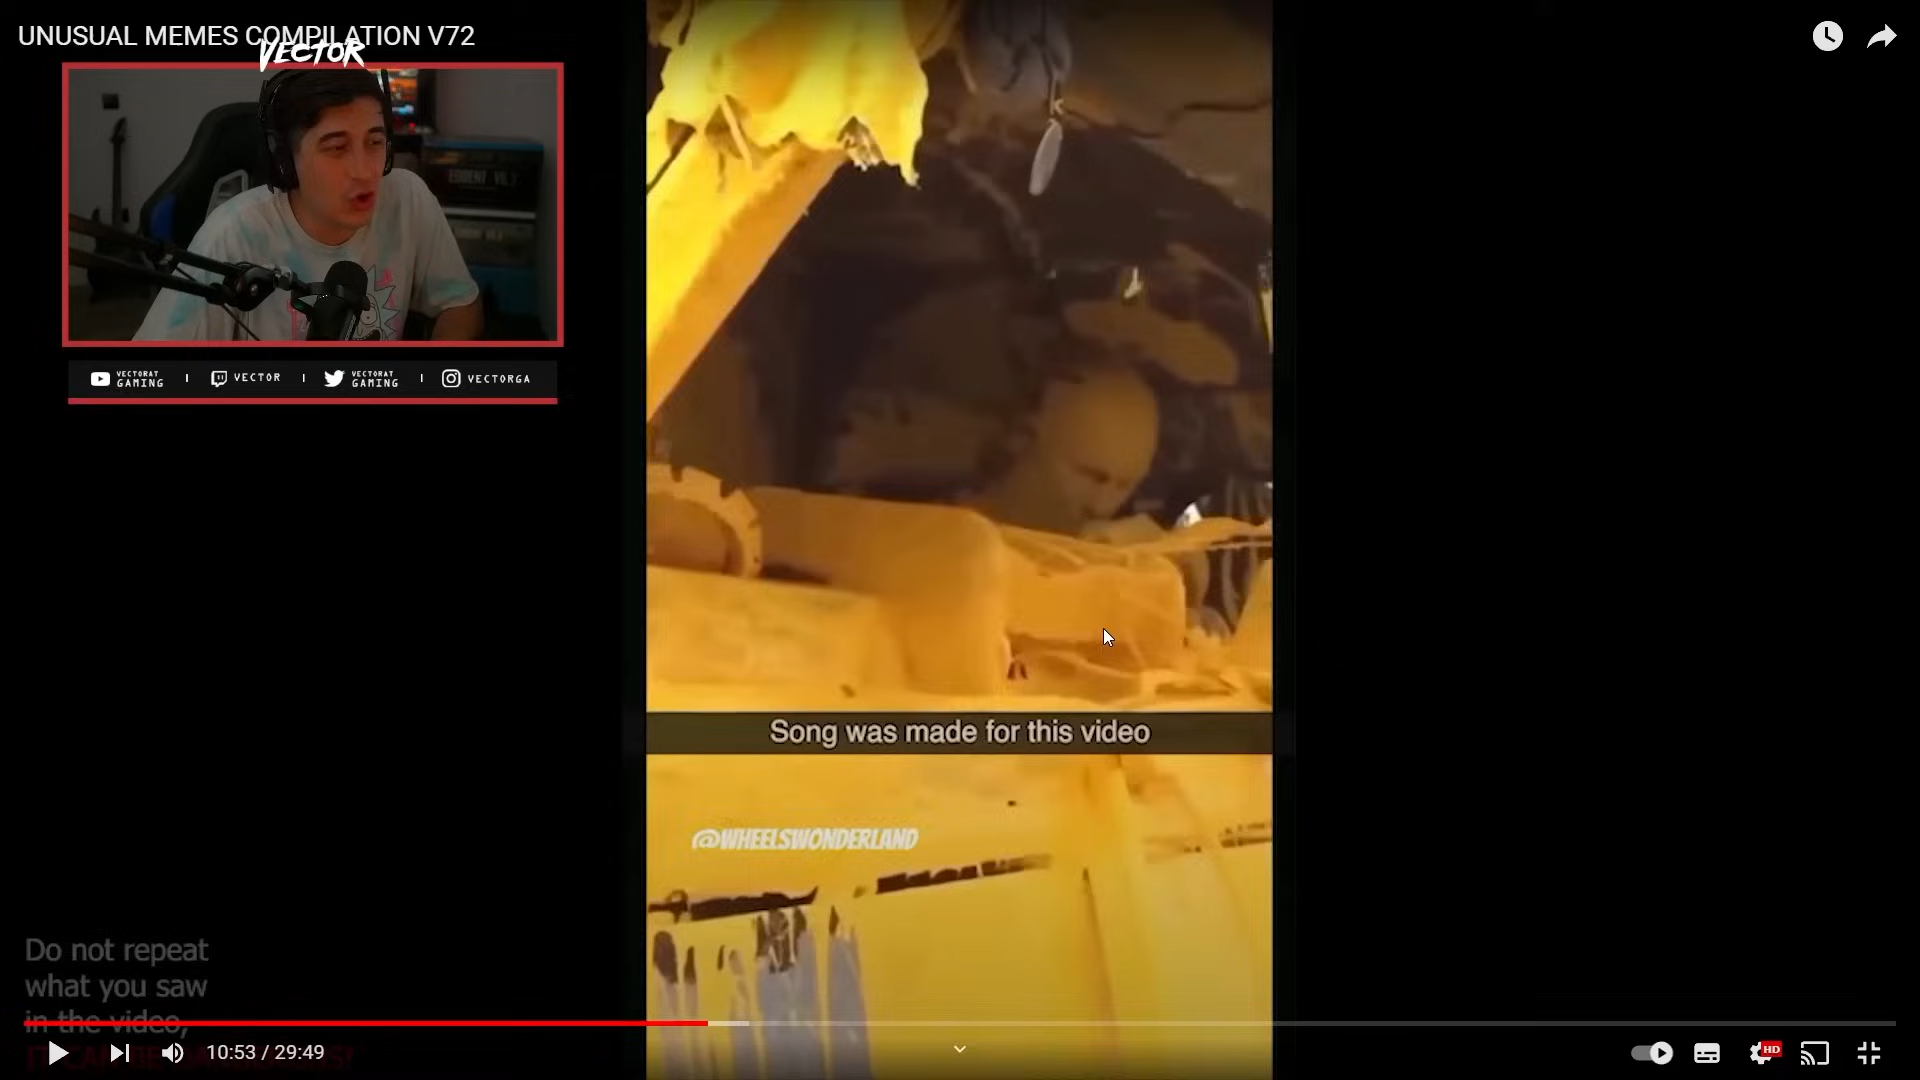 UNUSUAL MEMES COMPILATION V72
VECTOR
VECTORAT
GAMING
VECTOR
VECTORAT
GAMING
VECTORGA
Song was made for this video
@WHEELSWONDERLAND
Do not repeat
what you saw
in the video,
10:53 / 29:49
HD